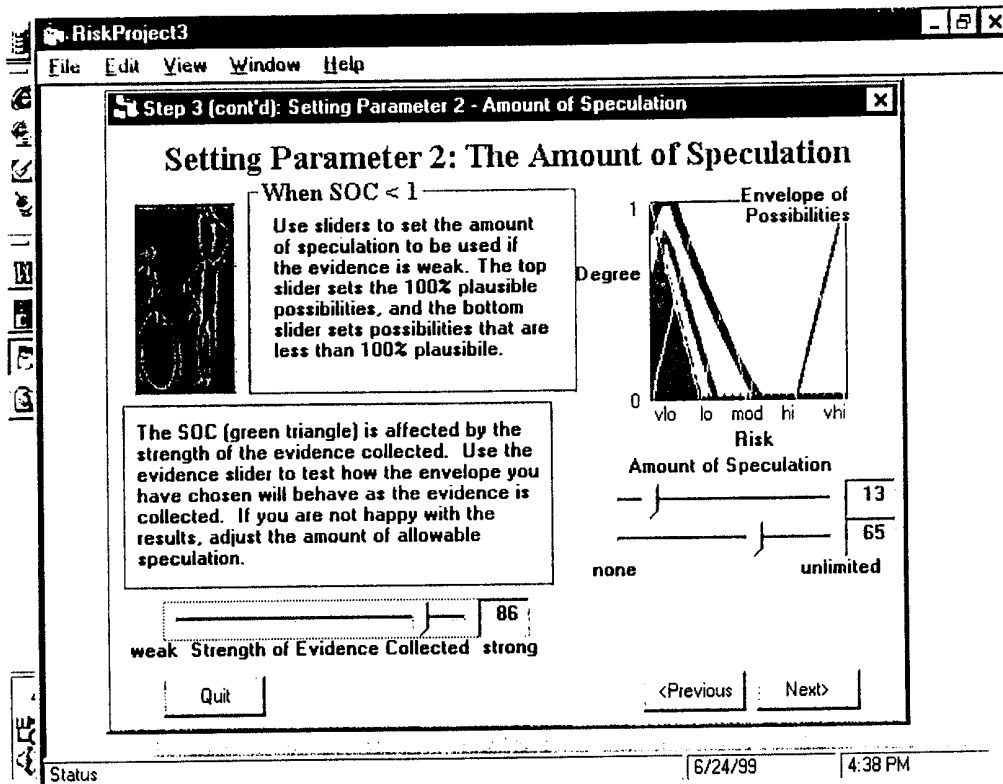 RiskProject3
File Edit View Window Help
Step 3 (cont'd): Setting Parameter 2 - Amount of Speculation
Setting Parameter 2: The Amount of Speculation
When SOC < 1
Use sliders to set the amount
of speculation to be used if
the evidence is weak. The top
slider sets the 100% plausible
possibilities, and the bottom
slider sets possibilities that are
less than 100% plausibile.
Envelope of
Possibilities
1
Degree
0
vlo lo mod hi vhi
Risk
The SOC (green triangle) is affected by the
strength of the evidence collected. Use the
evidence slider to test how the envelope you
have chosen will behave as the evidence is
collected. If you are not happy with the
results, adjust the amount of allowable
speculation.
Amount of Speculation
13
65
none unlimited
86
weak Strength of Evidence Collected strong
Quit
<Previous Next>
Status 6/24/99 4:38 PM